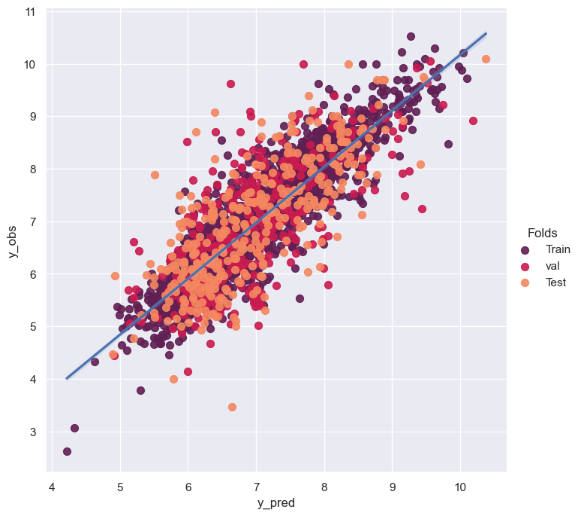 11
10
9
8
7
6
5
4
3
y_obs
4 5 6 7 8 9 10
y_pred
Folds
Train
val
Test